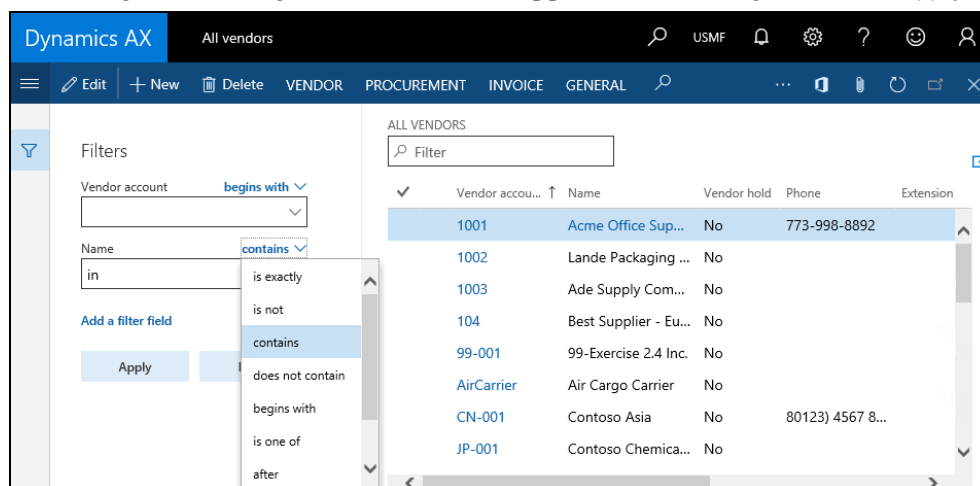 Dynamics AX All vendors USMF
Edit New Delete VENDOR PROCUREMENT INVOICE GENERAL ...
ALL VENDORS
Filters
Filter
Vendor account begins with
Vendor accou... ↑ Name Vendor hold Phone Extension
1001 Acme Office Sup... No 773-998-8892
Name contains
1002 Lande Packaging ... No
in
is exactly
1003 Ade Supply Com... No
is not
Add a filter field
104 Best Supplier - Eu... No
contains
99-001 99-Exercise 2.4 Inc. No
Apply
does not contain
AirCarrier Air Cargo Carrier No
begins with
CN-001 Contoso Asia No 80123) 4567 8...
is one of
JP-001 Contoso Chemica... No
after